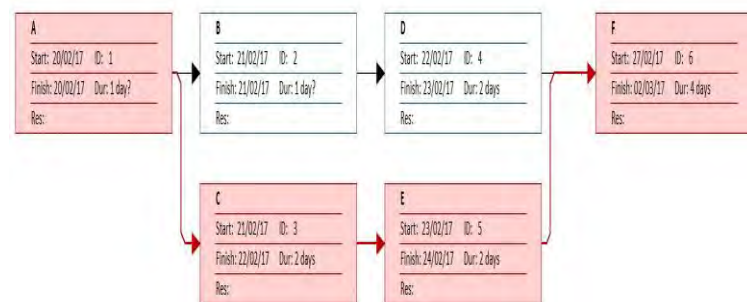 A
Start: 20/02/17 ID: 1
Finish: 20/02/17 Dur: 1 day?
Res:
B
Start: 21/02/17 ID: 2
Finish: 21/02/17 Dur: 1 day?
Res:
D
Start: 22/02/17 ID: 4
Finish: 23/02/17 Dur: 2 days
Res:
F
Start: 27/02/17 ID: 6
Finish: 02/03/17 Dur: 4 days
Res:
C
Start: 21/02/17 ID: 3
Finish: 22/02/17 Dur: 2 days
Res:
E
Start: 23/02/17 ID: 5
Finish: 24/02/17 Dur: 2 days
Res: